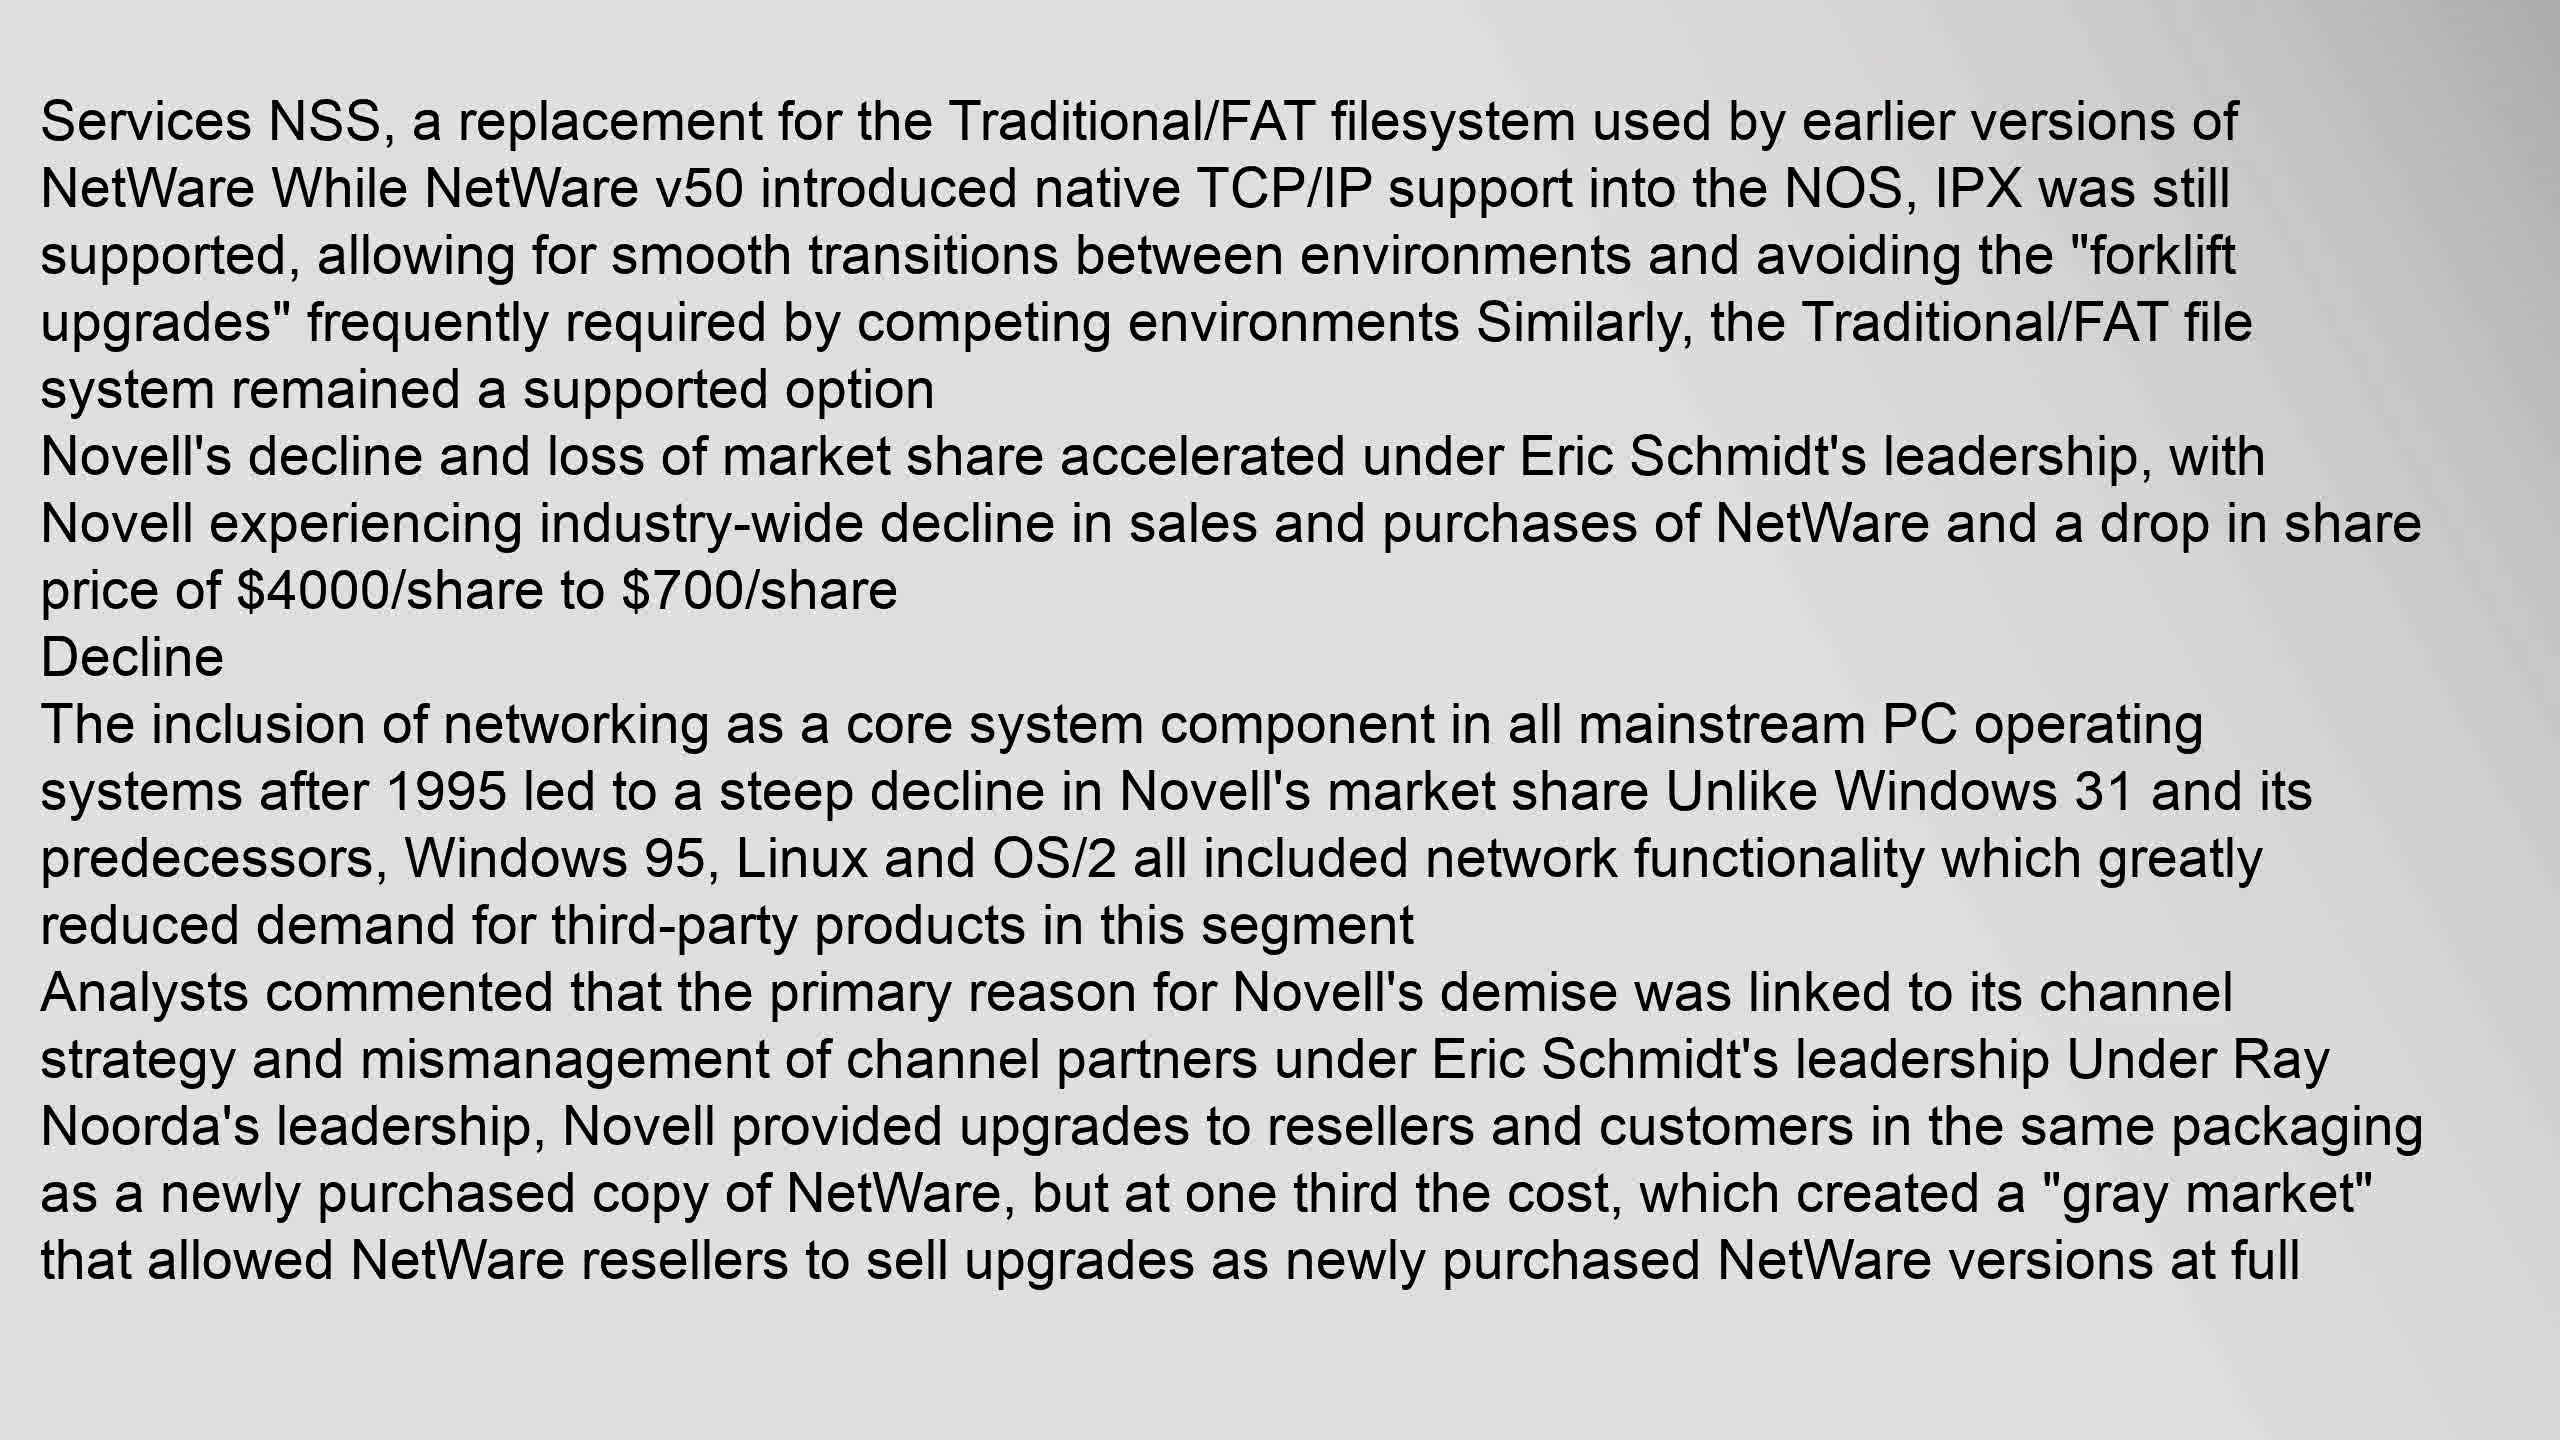 Services NSS, a replacement for the Traditional/FAT filesystem used by earlier versions of
NetWare While NetWare v50 introduced native TCP/IP support into the NOS, IPX was still
supported, allowing for smooth transitions between environments and avoiding the "forklift
upgrades" frequently required by competing environments Similarly, the Traditional/FAT file
system remained a supported option
Novell's decline and loss of market share accelerated under Eric Schmidt's leadership, with
Novell experiencing industry-wide decline in sales and purchases of NetWare and a drop in share
price of $4000/share to $700/share
Decline
The inclusion of networking as a core system component in all mainstream PC operating
systems after 1995 led to a steep decline in Novell's market share Unlike Windows 31 and its
predecessors, Windows 95, Linux and OS/2 all included network functionality which greatly
reduced demand for third-party products in this segment
Analysts commented that the primary reason for Novell's demise was linked to its channel
strategy and mismanagement of channel partners under Eric Schmidt's leadership Under Ray
Noorda's leadership, Novell provided upgrades to resellers and customers in the same packaging
as a newly purchased copy of NetWare, but at one third the cost, which created a "gray market"
that allowed NetWare resellers to sell upgrades as newly purchased NetWare versions at full